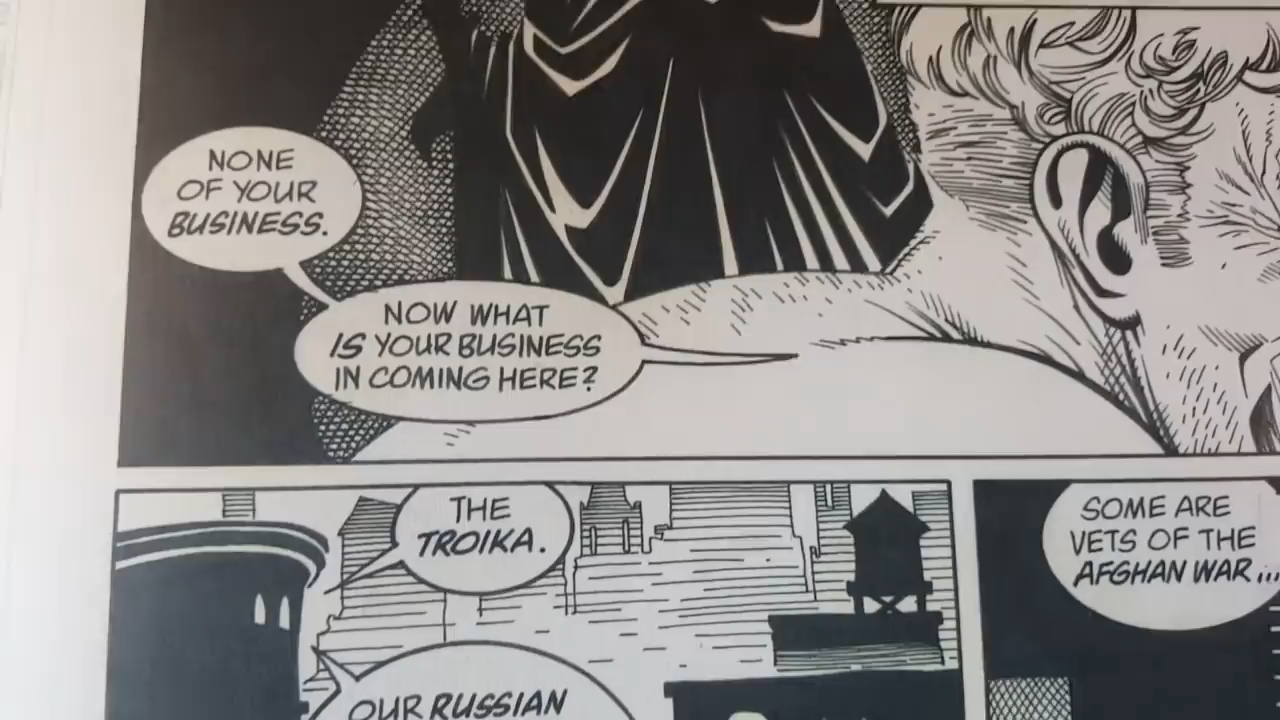 NONE
OF YOUR
BUSINESS.
NOW WHAT
IS YOUR BUSINESS
IN COMING HERE?
THE
TROIKA.
OUR RUSSIAN
SOME ARE
VETS OF THE
AFGHAN WAR...